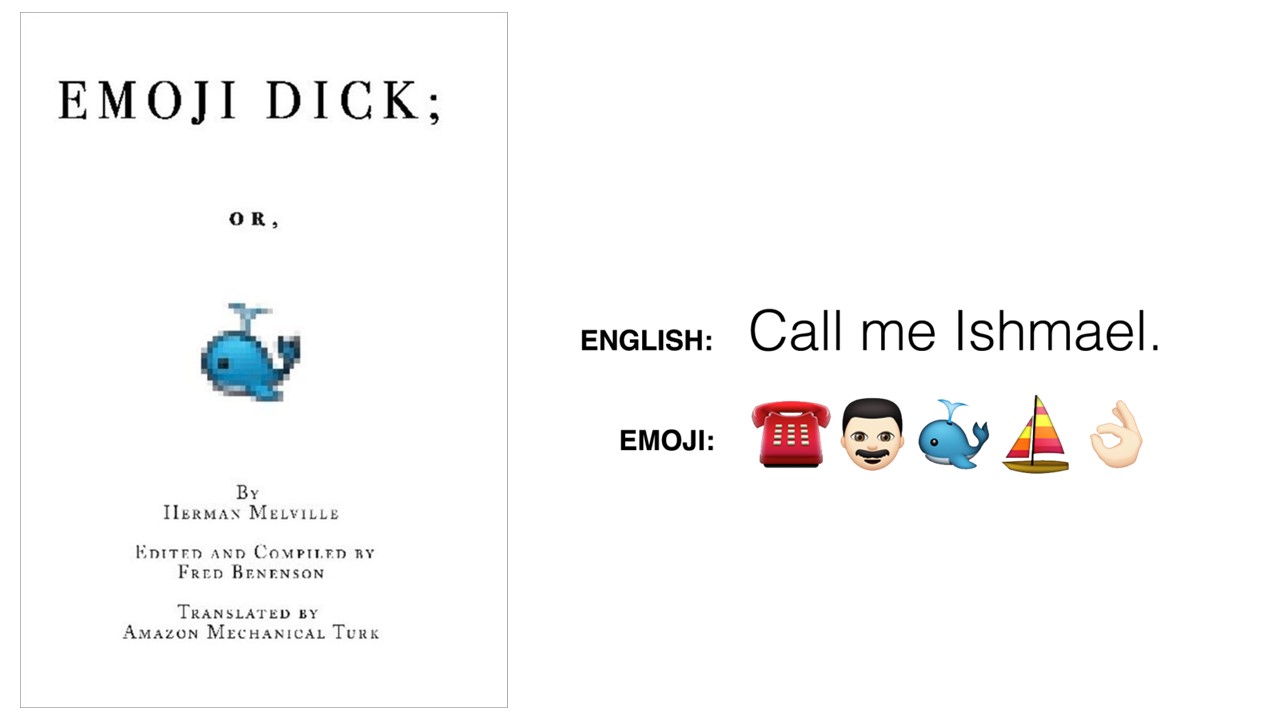 EMOJI DICK;
OR,
By
Herman Melville
Edited and Compiled by
Fred Benenson
Translated by
Amazon Mechanical Turk
ENGLISH: Call me Ishmael.
EMOJI: ☎️👨🏻🐳⛵👌🏻